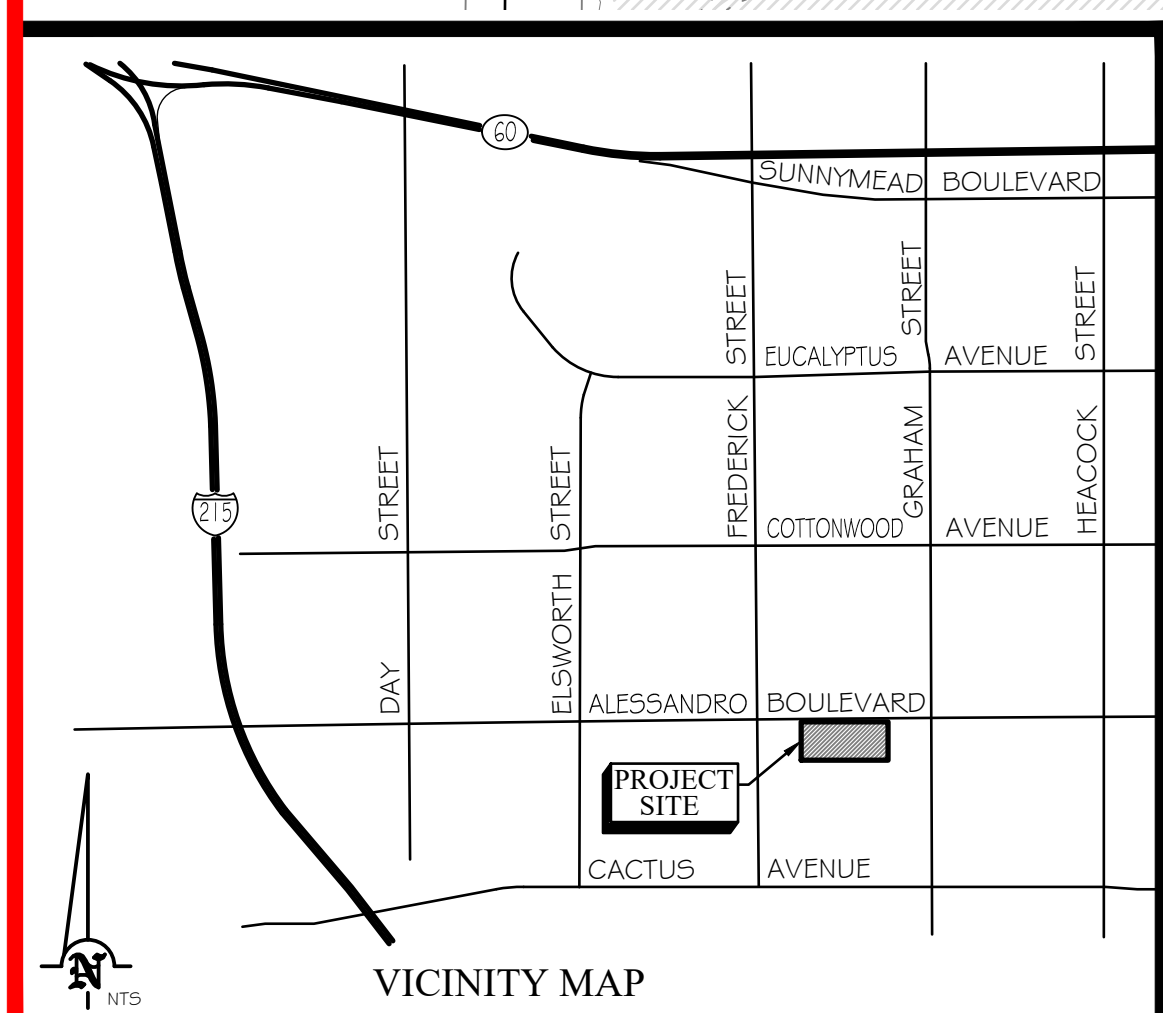 60
SUNNYMEAD BOULEVARD
STREET
STREET
STREET
EUCALYPTUS AVENUE
FREDERICK
GRAHAM
HEACOCK
STREET
STREET
215
COTTONWOOD AVENUE
ELSWORTH
DAY
ALESSANDRO BOULEVARD
PROJECT
SITE
CACTUS AVENUE
N
NTS
VICINITY MAP